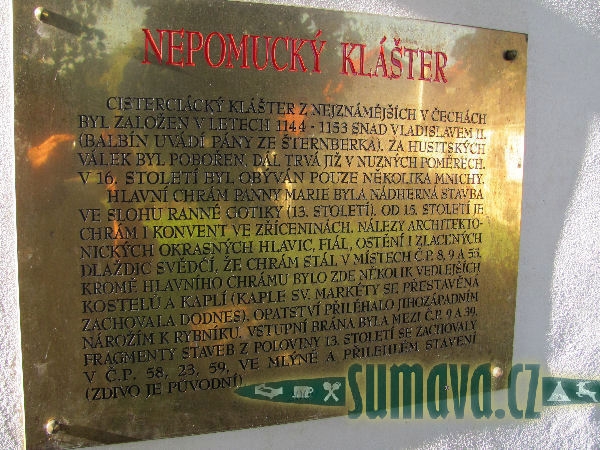 NEPOMUCKÝ KLÁŠTER
CISTERCIÁCKÝ KLÁŠTER Z NEJZNÁMĚJŠÍCH V ČECHÁCH
BYL ZALOŽEN V LETECH 1144 - 1153 SNAD VLADISLAVEM II.
(BALBÍN UVÁDÍ PÁNY ZE ŠTERNBERKA). ZA HUSITSKÝCH
VÁLEK BYL POBOŘEN, DÁL TRVÁ JIŽ V NUZNÝCH POMĚRECH.
V 16. STOLETÍ BYL OBÝVÁN POUZE NĚKOLIKA MNICHY.
HLAVNÍ CHRÁM PANNY MARIE BYLA NÁDHERNÁ STAVBA
VE SLOHU RANNÉ GOTIKY (13. STOLETÍ). OD 15. STOLETÍ JE
CHRÁM I KONVENT VE ZŘÍCENINÁCH. NÁLEZY ARCHITEKTO-
NICKÝCH OKRASNÝCH HLAVIC, FIÁL, OSTĚNÍ I ZLACENÝCH
DLAŽDIC SVĚDČÍ, ŽE CHRÁM STÁL V MÍSTECH Č.P. 8, 9 A 53.
KROMĚ HLAVNÍHO CHRÁMU BYLO ZDE NĚKOLIK VEDLEJŠÍCH
KOSTELŮ A KAPLÍ (KAPLE SV. MARKÉTY SE PŘESTAVĚNÁ
ZACHOVALA DODNES). OPATSTVÍ PŘILÉHALO JIHOZÁPADNÍM
NÁROŽÍM K RYBNÍKU. VSTUPNÍ BRÁNA BYLA MEZI Č.P. 9 A 39.
FRAGMENTY STAVEB Z POLOVINY 13. STOLETÍ SE ZACHOVALY
V Č.P. 58, 23, 59, VE MLÝNĚ A PŘILEHLÉM STAVENÍ
(ZDIVO JE PŮVODNÍ)
sumava.cz